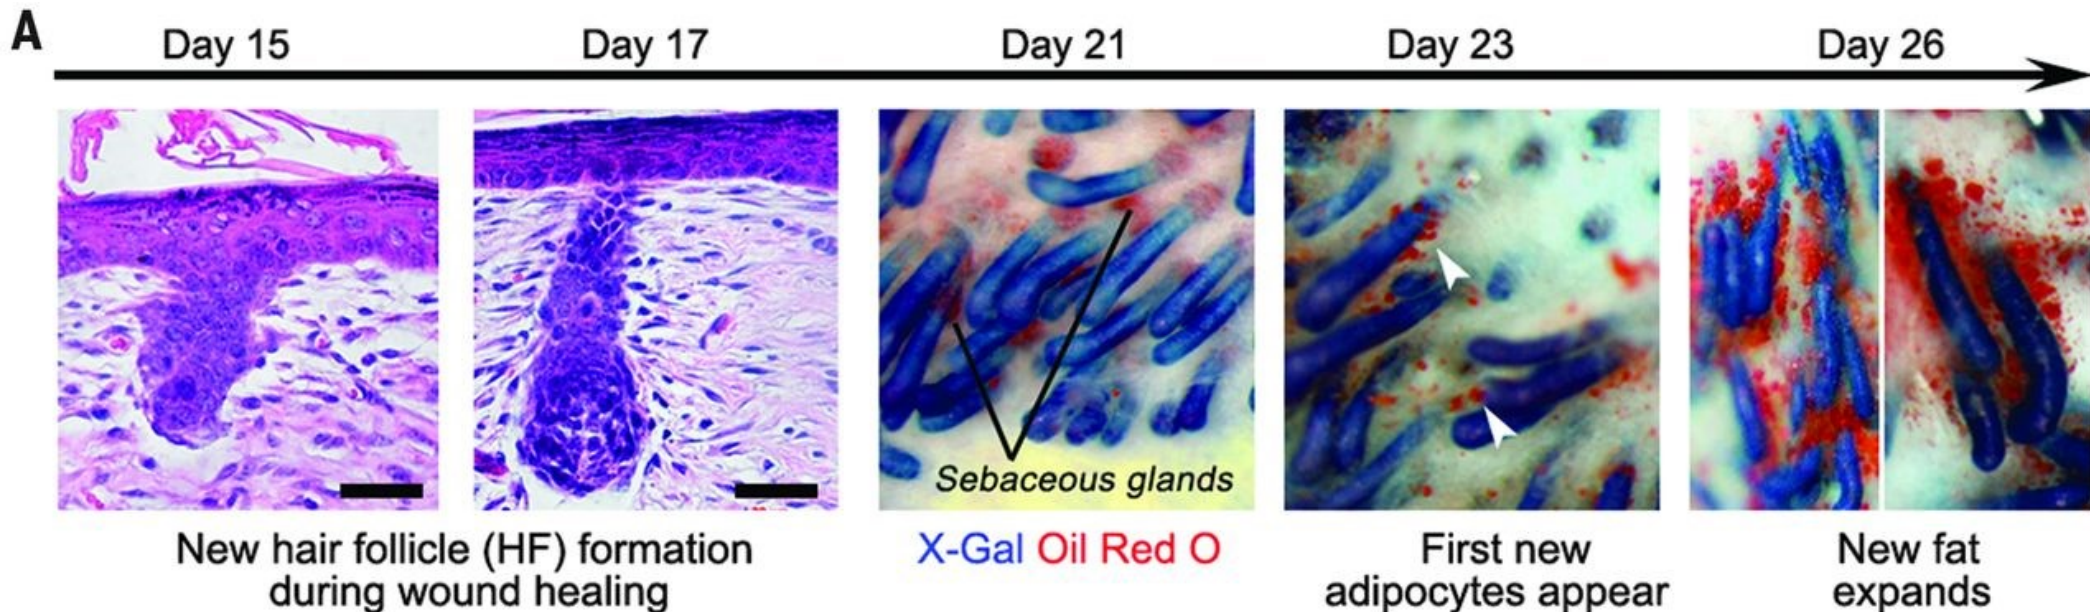 A
Day 15 Day 17 Day 21 Day 23 Day 26
Sebaceous glands
New hair follicle (HF) formation
during wound healing
X-Gal Oil Red O
First new
adipocytes appear
New fat
expands